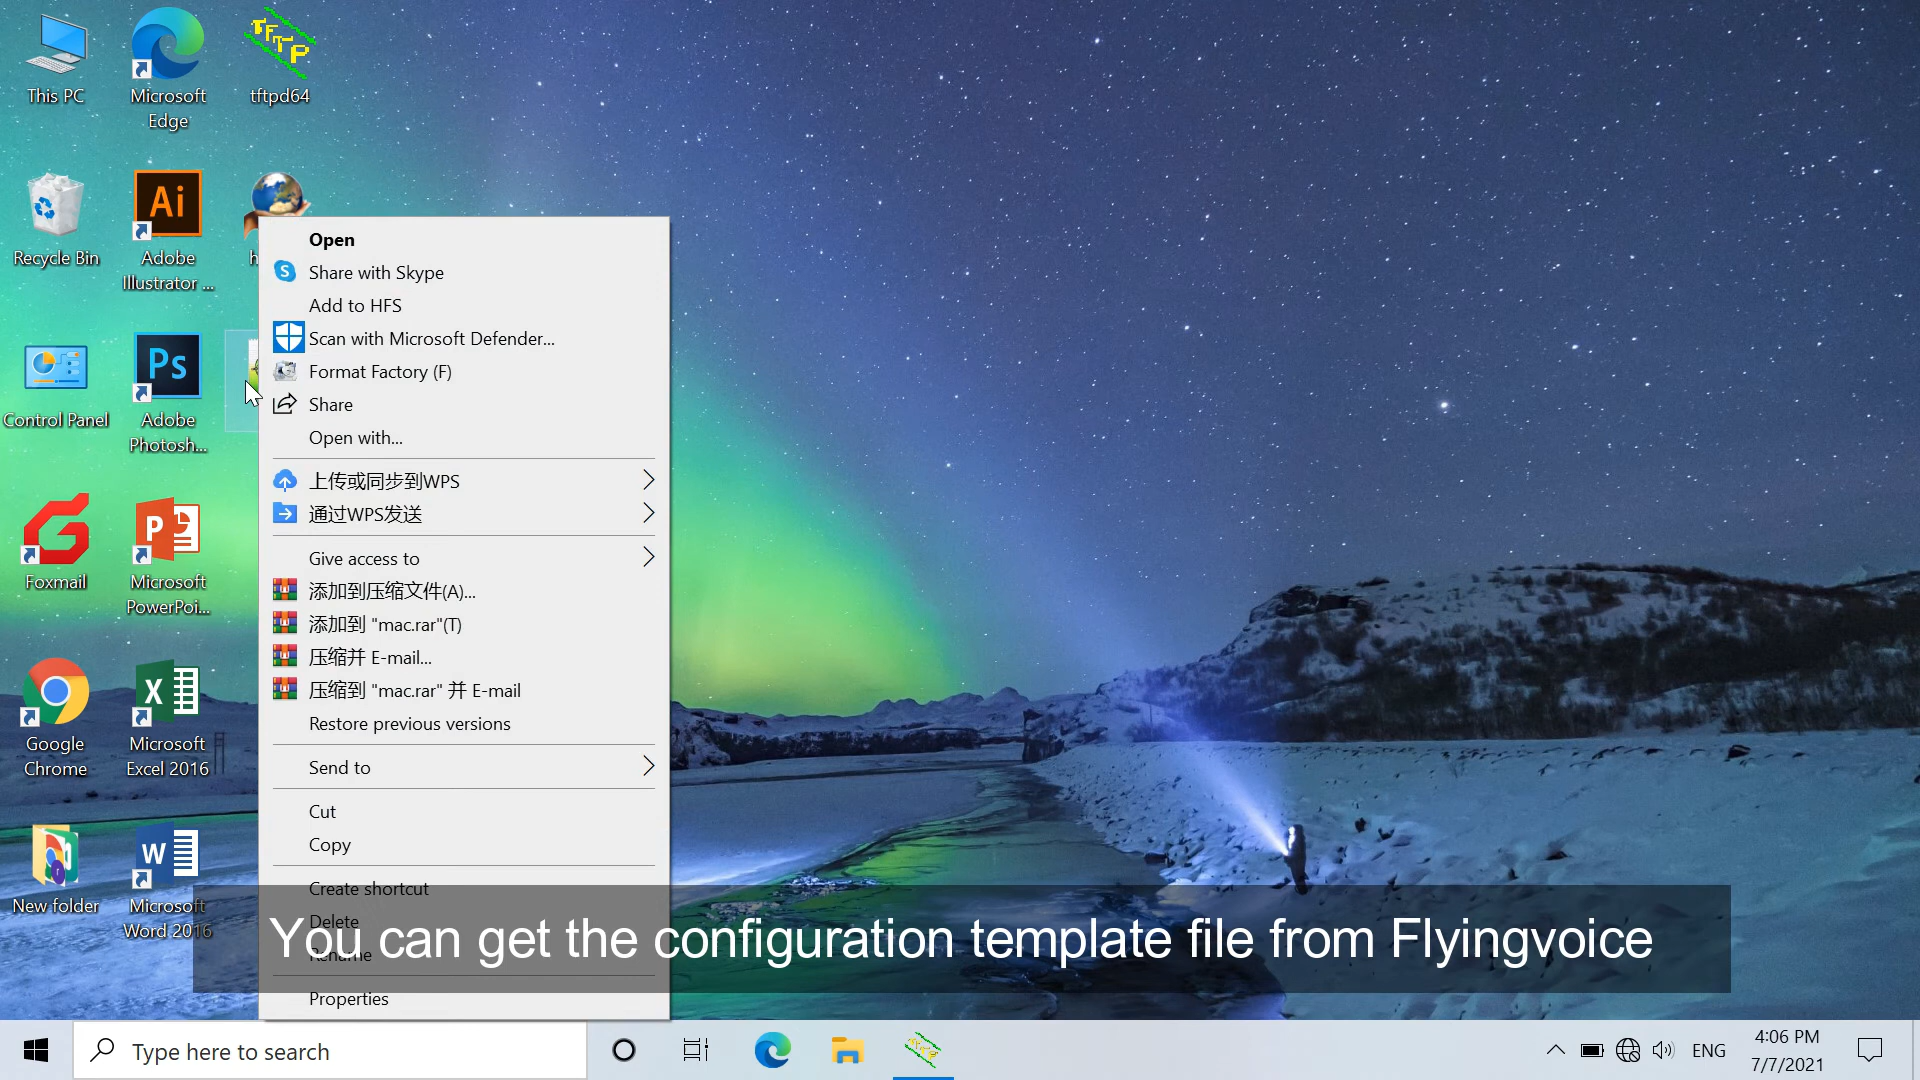 This PC
Microsoft
Edge
TFTP
tftpd64
Recycle Bin
Ai
Adobe
Illustrator ...
h
Control Panel
Ps
Adobe
Photosh...
Foxmail
P
Microsoft
PowerPoi...
Google
Chrome
X
Microsoft
Excel 2016
New folder
W
Microsoft
Word 2016
Open
S
Share with Skype
Add to HFS
Scan with Microsoft Defender...
Format Factory (F)
Share
Open with...
上传或同步到WPS
通过WPS发送
Give access to
添加到压缩文件(A)...
添加到 "mac.rar"(T)
压缩并 E-mail...
压缩到 "mac.rar" 并 E-mail
Restore previous versions
Send to
Cut
Copy
Create shortcut
Delete
Rename
Properties
You can get the configuration template file from Flyingvoice
Type here to search
TFTP
ENG
4:06 PM
7/7/2021